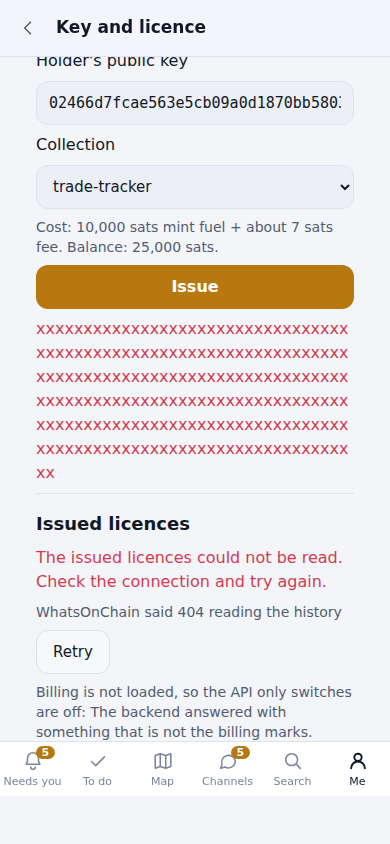 Key and licence
Holder's public key
02466d7fcae563e5cb09a0d1870bb580
Collection
trade-tracker
Cost: 10,000 sats mint fuel + about 7 sats
fee. Balance: 25,000 sats.
Issue
xxxxxxxxxxxxxxxxxxxxxxxxxxxxxxxxx
xxxxxxxxxxxxxxxxxxxxxxxxxxxxxxxxx
xxxxxxxxxxxxxxxxxxxxxxxxxxxxxxxxx
xxxxxxxxxxxxxxxxxxxxxxxxxxxxxxxxx
xxxxxxxxxxxxxxxxxxxxxxxxxxxxxxxxx
xxxxxxxxxxxxxxxxxxxxxxxxxxxxxxxxx
xx
Issued licences
The issued licences could not be read.
Check the connection and try again.
WhatsOnChain said 404 reading the history
Retry
Billing is not loaded, so the API only switches
are off: The backend answered with
something that is not the billing marks.
5 5
Needs you To do Map Channels Search Me